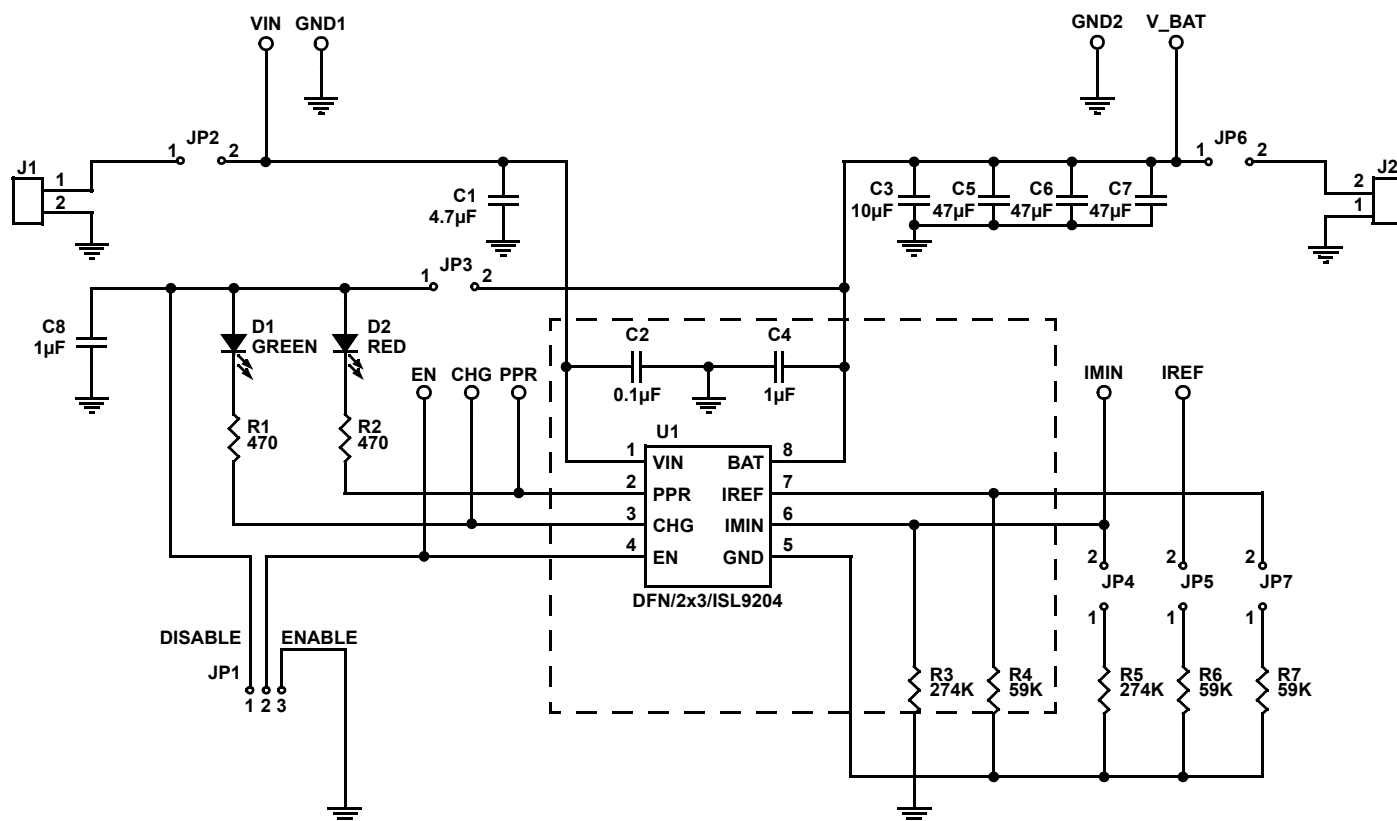 VIN GND1
GND2 V_BAT
JP2
1 2
J1
1
2
C1
4.7µF
JP6
1 2
J2
2
1
C3
10µF
C5
47µF
C6
47µF
C7
47µF
JP3
1 2
C8
1µF
D1
GREEN
D2
RED
R1
470
R2
470
EN CHG PPR
C2
0.1µF
C4
1µF
IMIN IREF
U1
1 VIN BAT 8
2 PPR IREF 7
3 CHG IMIN 6
4 EN GND 5
DFN/2x3/ISL9204
2 2 2
JP4 JP5 JP7
1 1 1
DISABLE ENABLE
JP1
1 2 3
R3
274K
R4
59K
R5
274K
R6
59K
R7
59K